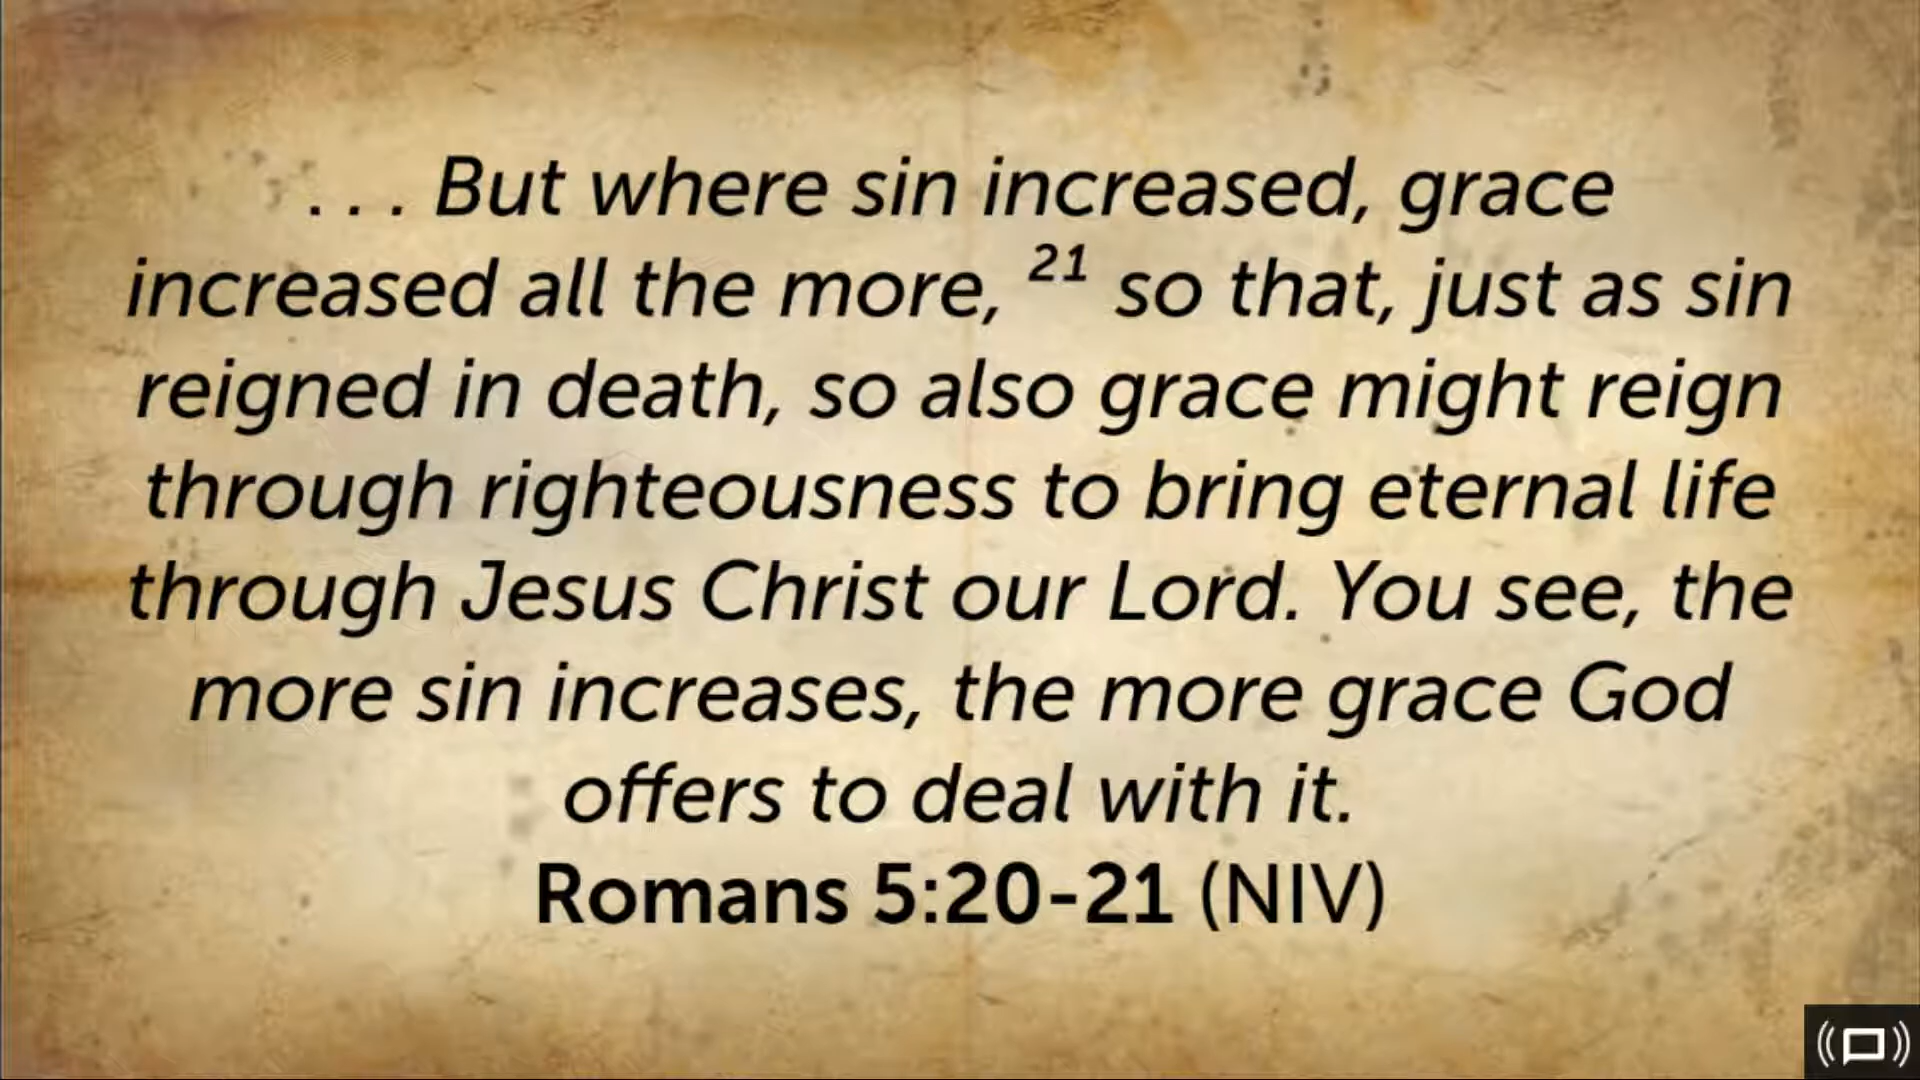 . . . But where sin increased, grace
increased all the more, 21 so that, just as sin
reigned in death, so also grace might reign
through righteousness to bring eternal life
through Jesus Christ our Lord. You see, the
more sin increases, the more grace God
offers to deal with it.
Romans 5:20-21 (NIV)